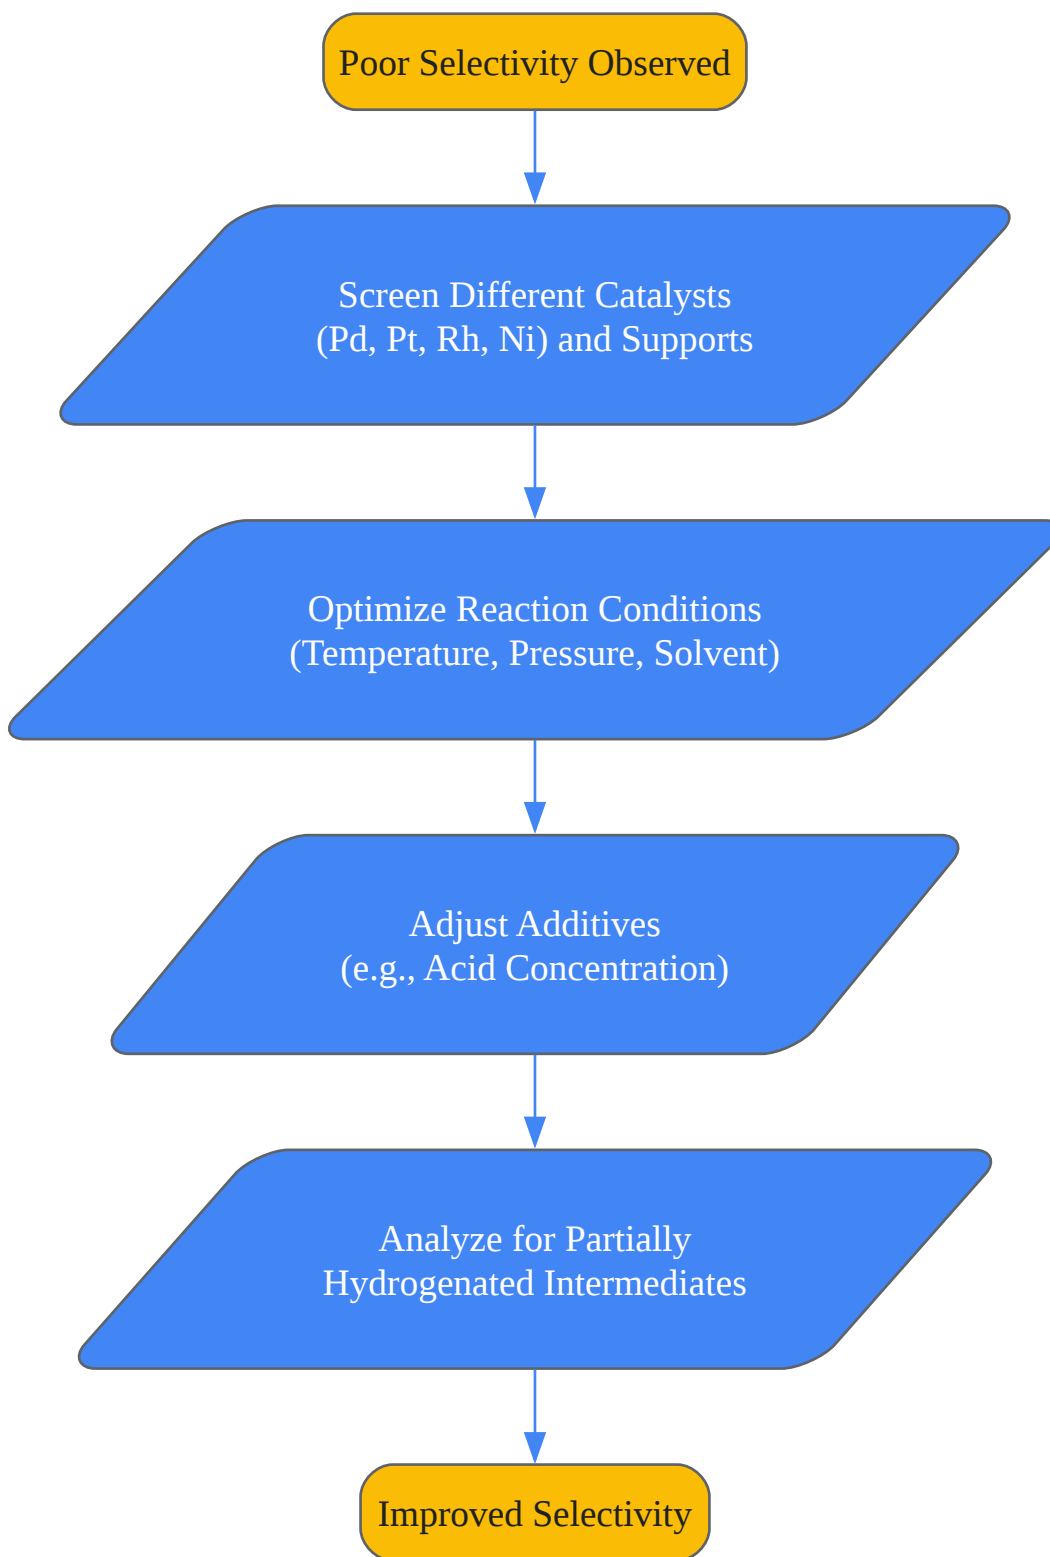 Poor Selectivity Observed
Screen Different Catalysts
(Pd, Pt, Rh, Ni) and Supports
Optimize Reaction Conditions
(Temperature, Pressure, Solvent)
Adjust Additives
(e.g., Acid Concentration)
Analyze for Partially
Hydrogenated Intermediates
Improved Selectivity